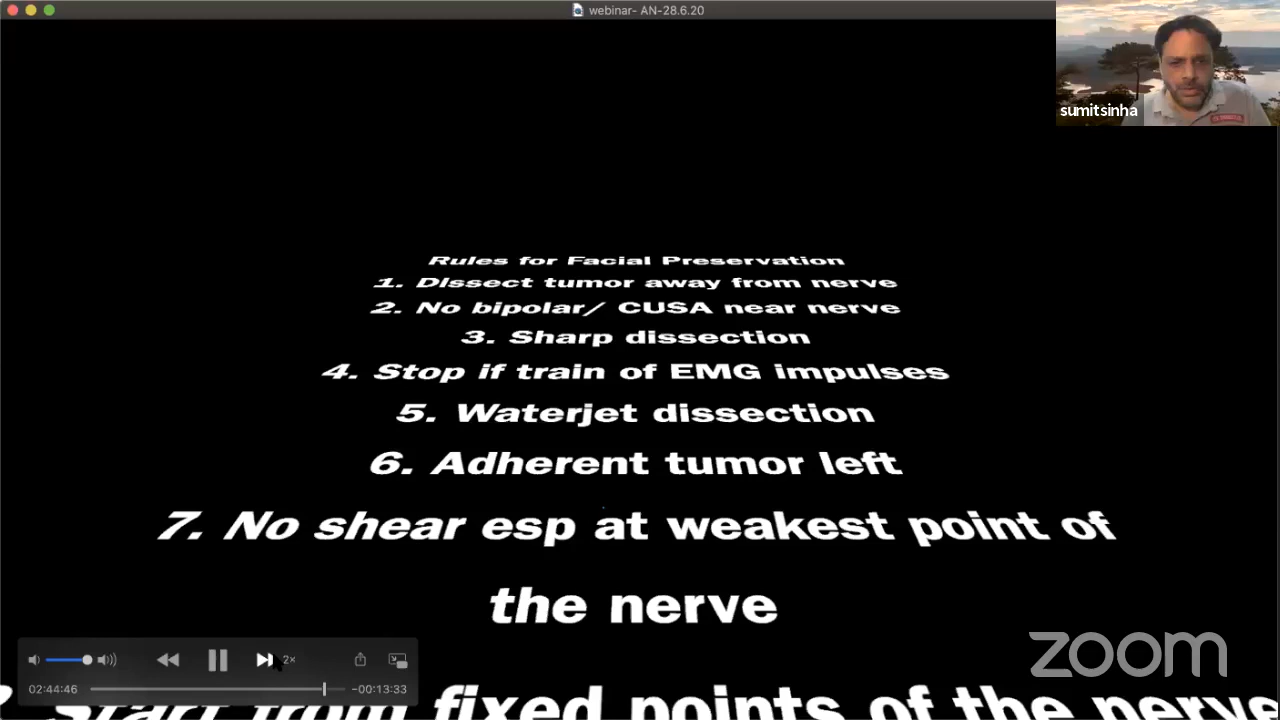 webinar- AN-28.6.20
sumitsinha
Rules for Facial Preservation
1. Dissect tumor away from nerve
2. No bipolar/ CUSA near nerve
3. Sharp dissection
4. Stop if train of EMG impulses
5. Waterjet dissection
6. Adherent tumor left
7. No shear esp at weakest point of
the nerve
Start from fixed points of the nerve
2×
02:44:46
-00:13:33
zoom